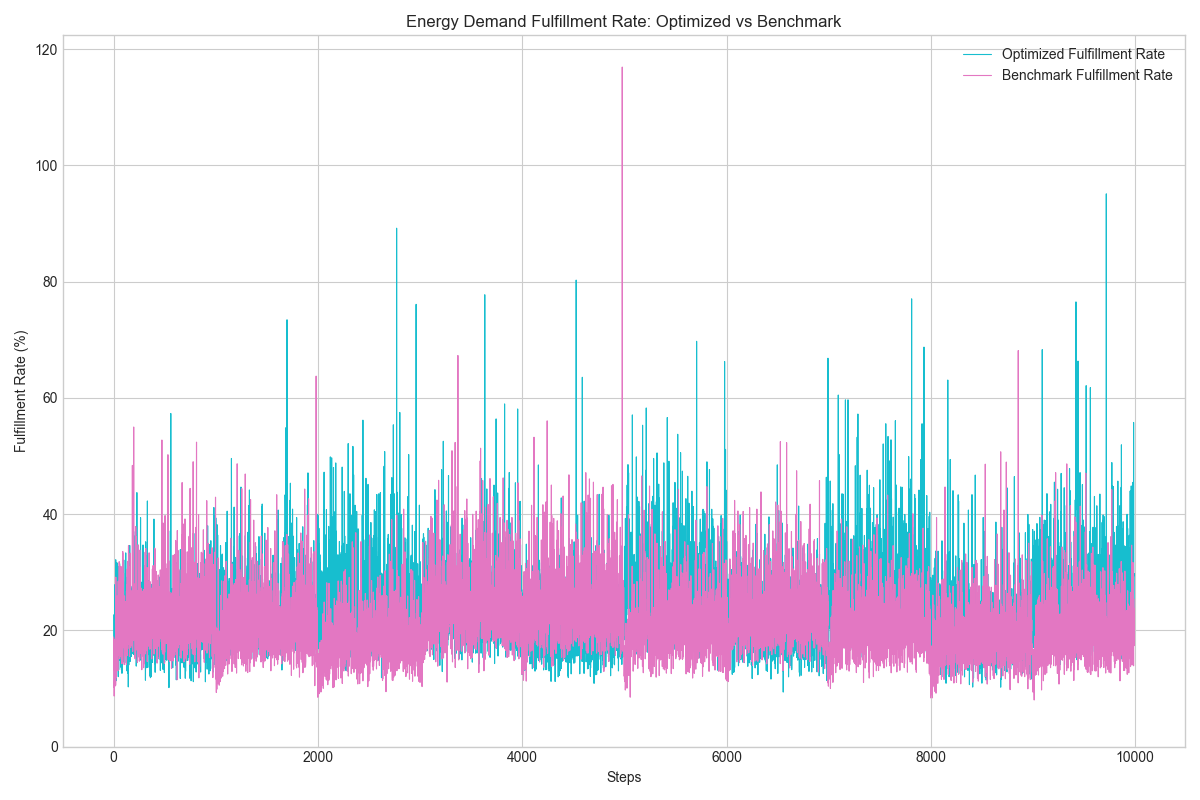 Energy Demand Fulfillment Rate: Optimized vs Benchmark
Optimized Fulfillment Rate
Benchmark Fulfillment Rate
Fulfillment Rate (%)
120
100
80
60
40
20
0
0 2000 4000 6000 8000 10000
Steps